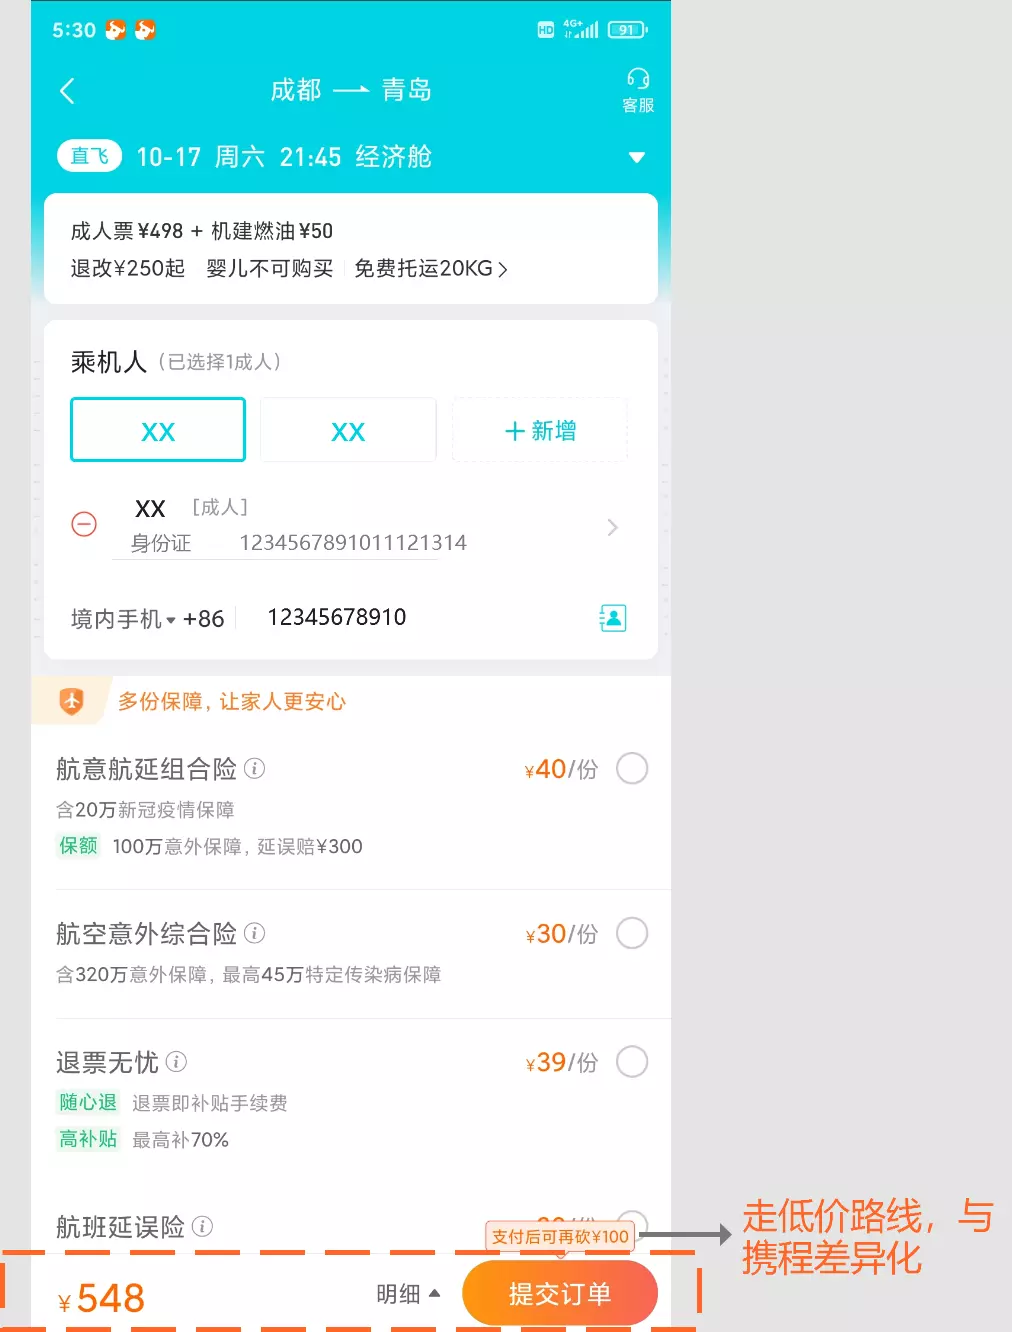 5:30
HD 4G+ 91
成都 → 青岛
客服
直飞 10-17 周六 21:45 经济舱
成人票¥498 + 机建燃油¥50
退改¥250起 婴儿不可购买 免费托运20KG >
乘机人（已选择1成人）
XX XX +新增
XX [成人]
身份证 1234567891011121314
境内手机 +86 12345678910
多份保障，让家人更安心
航意航延组合险 ¥40/份
含20万新冠疫情保障
保额 100万意外保障，延误赔¥300
航空意外综合险 ¥30/份
含320万意外保障，最高45万特定传染病保障
退票无忧 ¥39/份
随心退 退票即补贴手续费
高补贴 最高补70%
航班延误险
支付后可再砍¥100
走低价路线，与
携程差异化
¥548 明细 提交订单